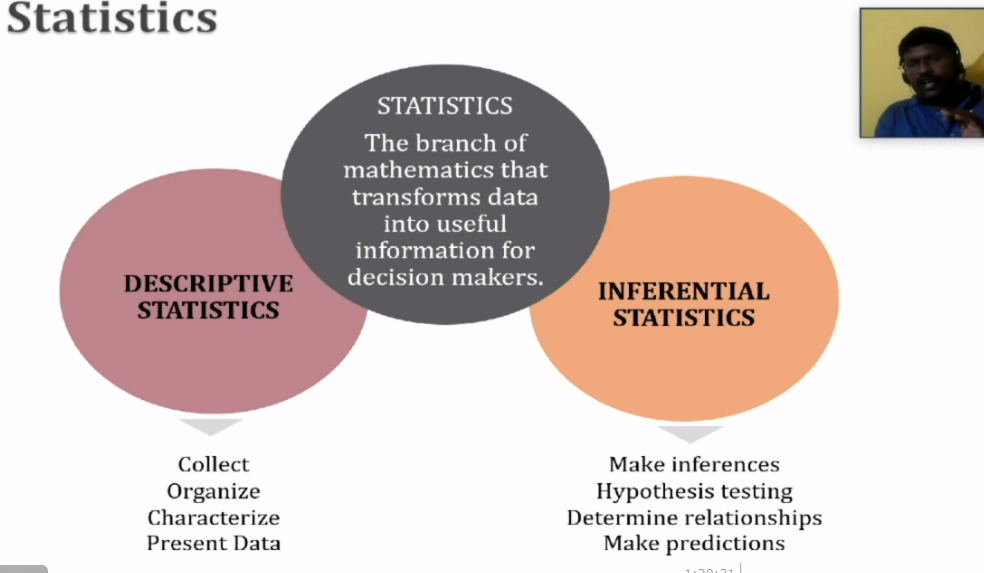 Statistics
STATISTICS
The branch of
mathematics that
transforms data
into useful
information for
decision makers.
DESCRIPTIVE
STATISTICS
INFERENTIAL
STATISTICS
Collect
Organize
Characterize
Present Data
Make inferences
Hypothesis testing
Determine relationships
Make predictions